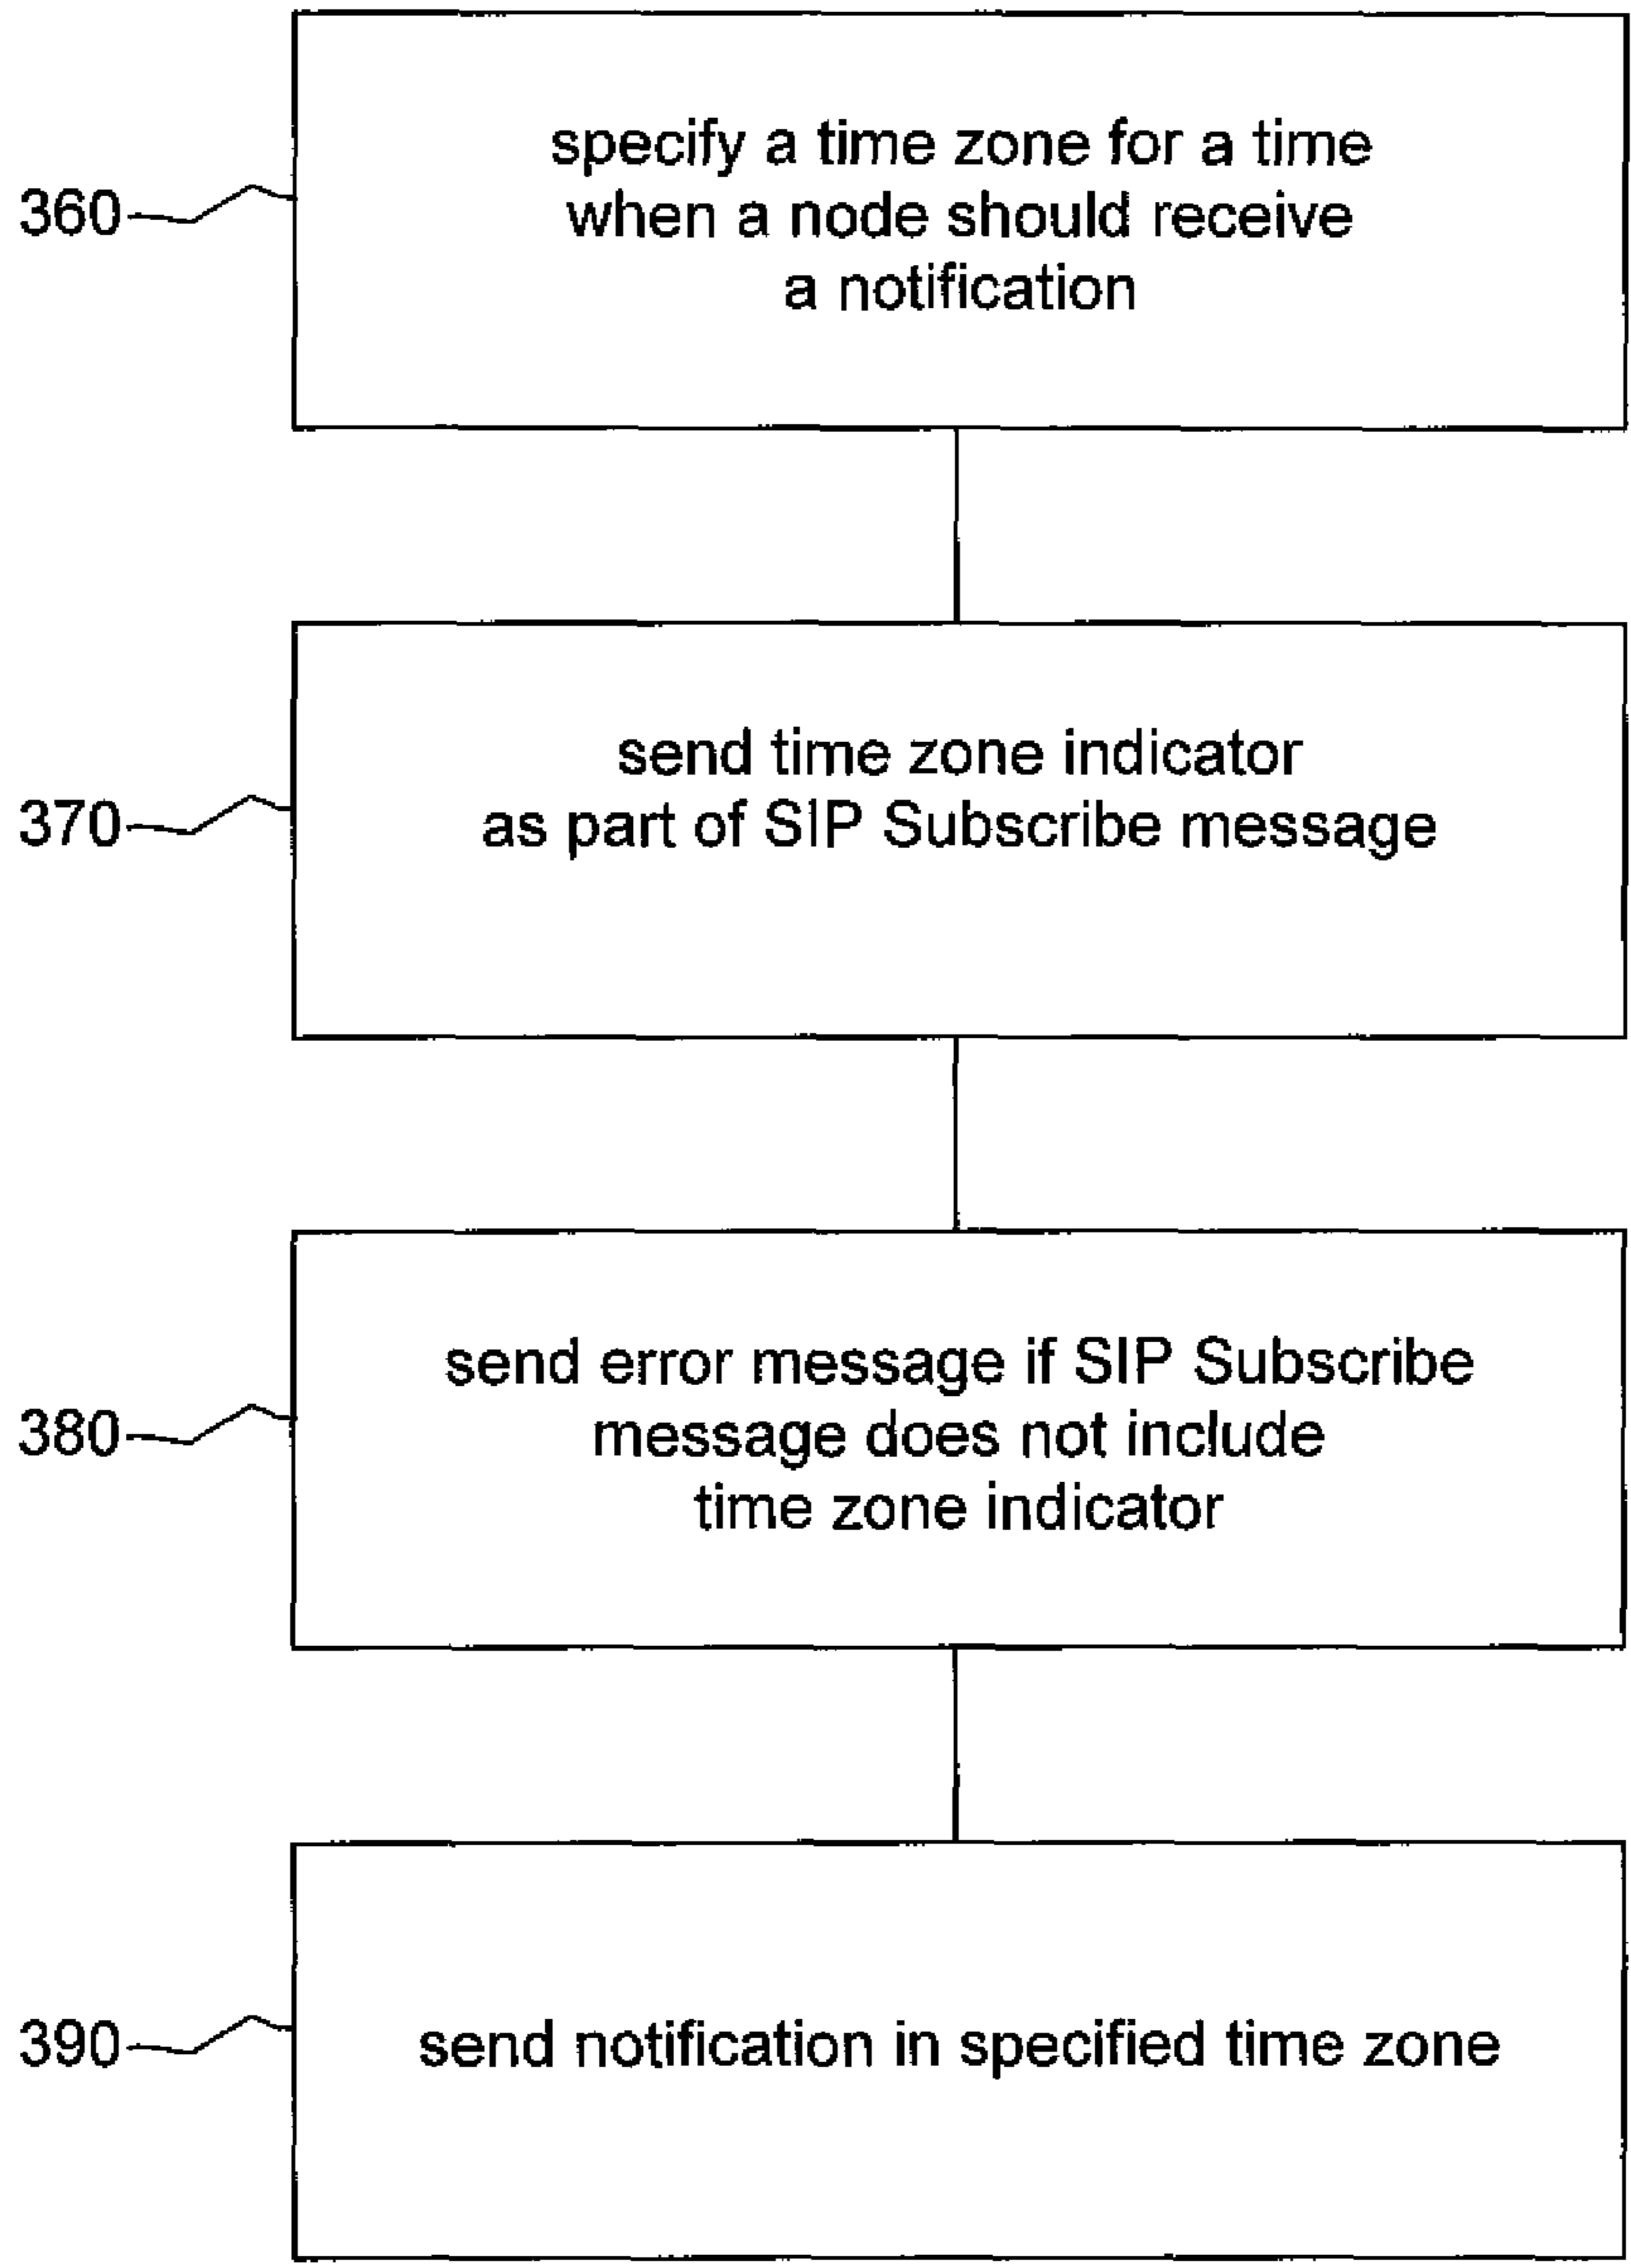 specify a time zone for a time
360
when a node should receive
a notification
send time zone indicator
370
as part of SIP Subscribe message
send error message if SIP Subscribe
380
message does not include
time zone indicator
390
send notification in specified time zone